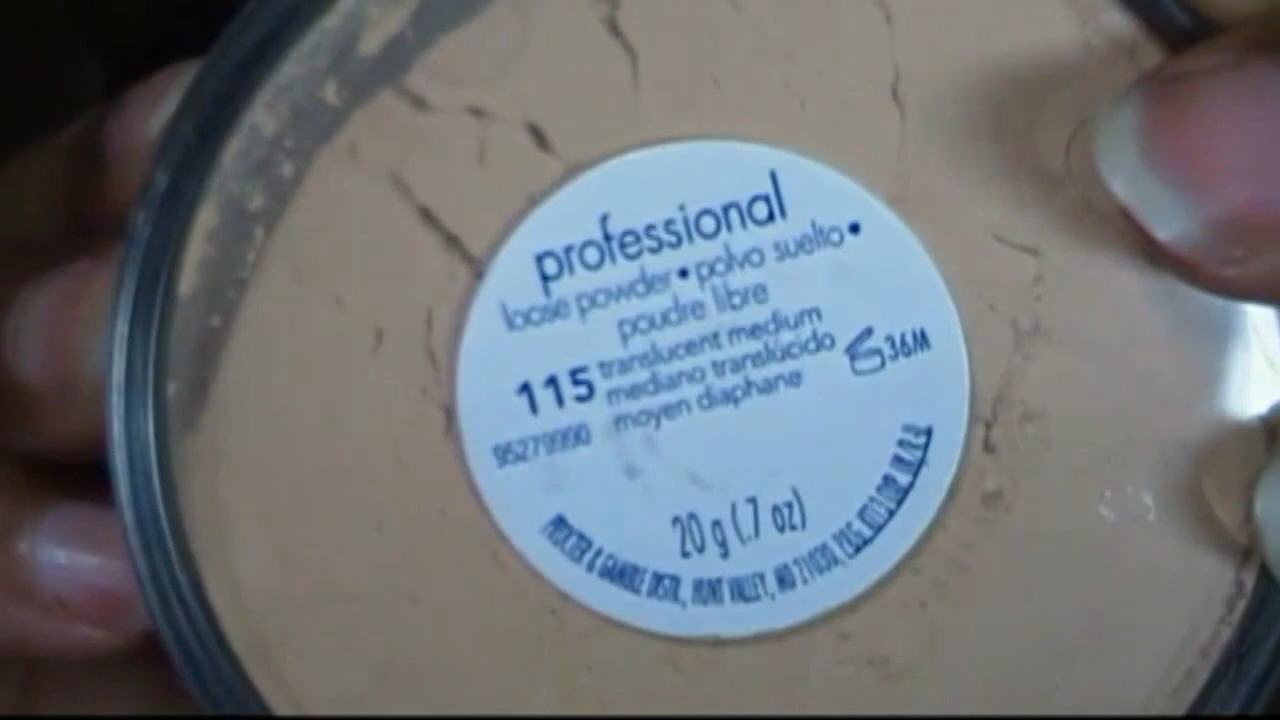 professional
loose powder • polvo suelto •
poudre libre
115 translucent medium
mediano translúcido
moyen diaphane
36M
95279990
20 g (.7 oz)
PROCTER & GAMBLE DISTR., HUNT VALLEY, MD 21030, P&G,